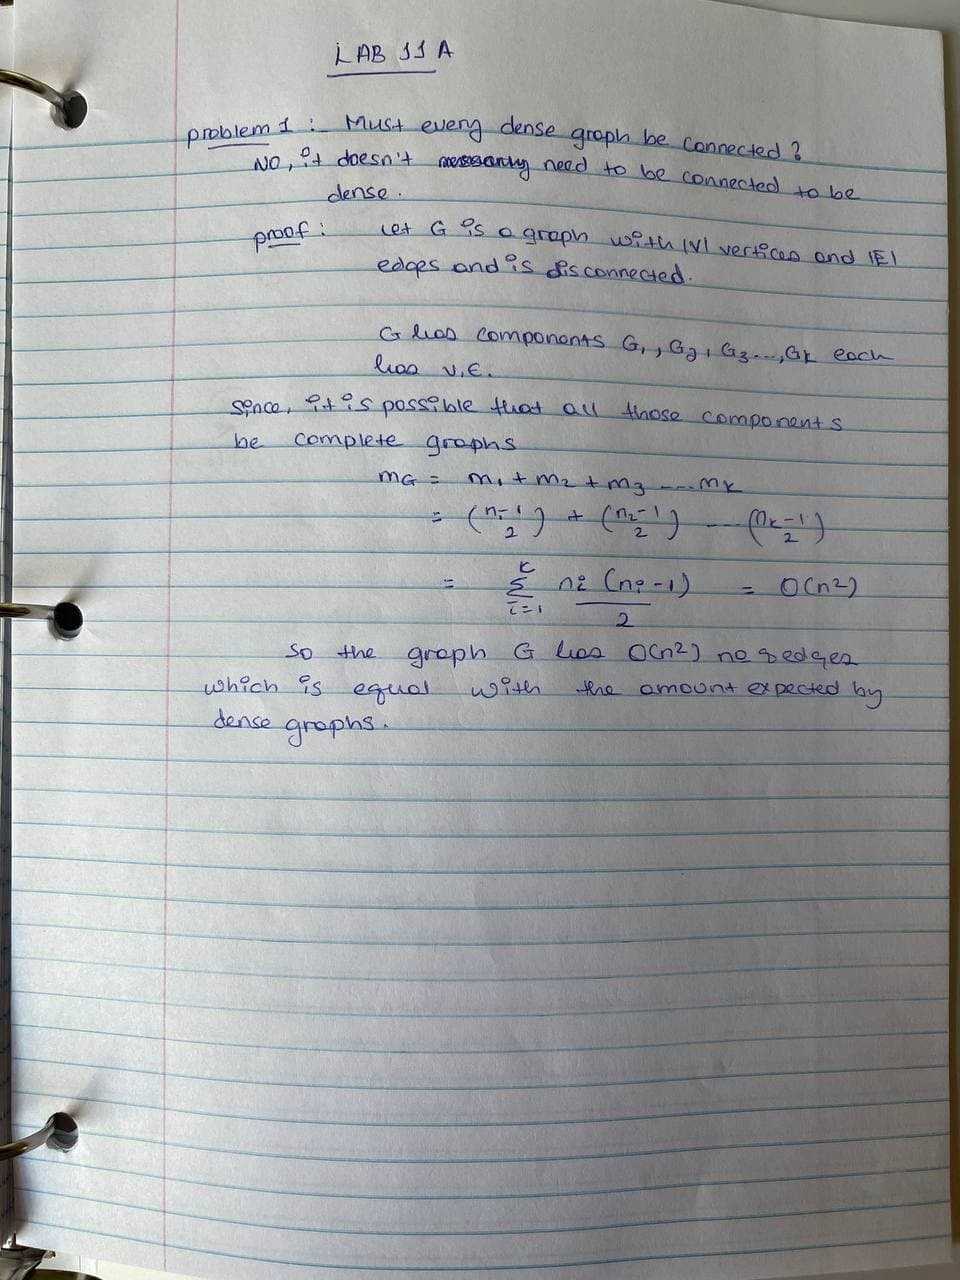 LAB 11 A
problem 1 :- Must every dense graph be connected ?
No, it doesn't need to be connected to be
dense.
proof : Let G is a graph with |V| vertices and |E|
edges and is disconnected.
G has components G1, G2, G3...., Gk each
has V, E.
Since, it is possible that all those components
be complete graphs
mG = m1 + m2 + m3 .... mk
= (n1-1 / 2) + (n2-1 / 2) --- (nk-1 / 2)
= k Σ i=1 ni (ni-1) / 2 = O(n2)
So the graph G has O(n2) no of edges
which is equal with the amount expected by
dense graphs.